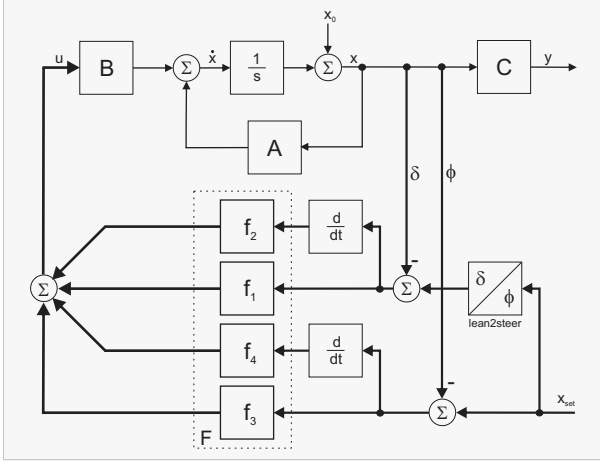 x₀
u
B
Σ
ẋ
1
s
Σ
x
C
y
A
δ
ϕ
f₂
d
dt
-
Σ
f₁
Σ
δ
ϕ
lean2steer
f₄
d
dt
-
x_set
f₃
Σ
F